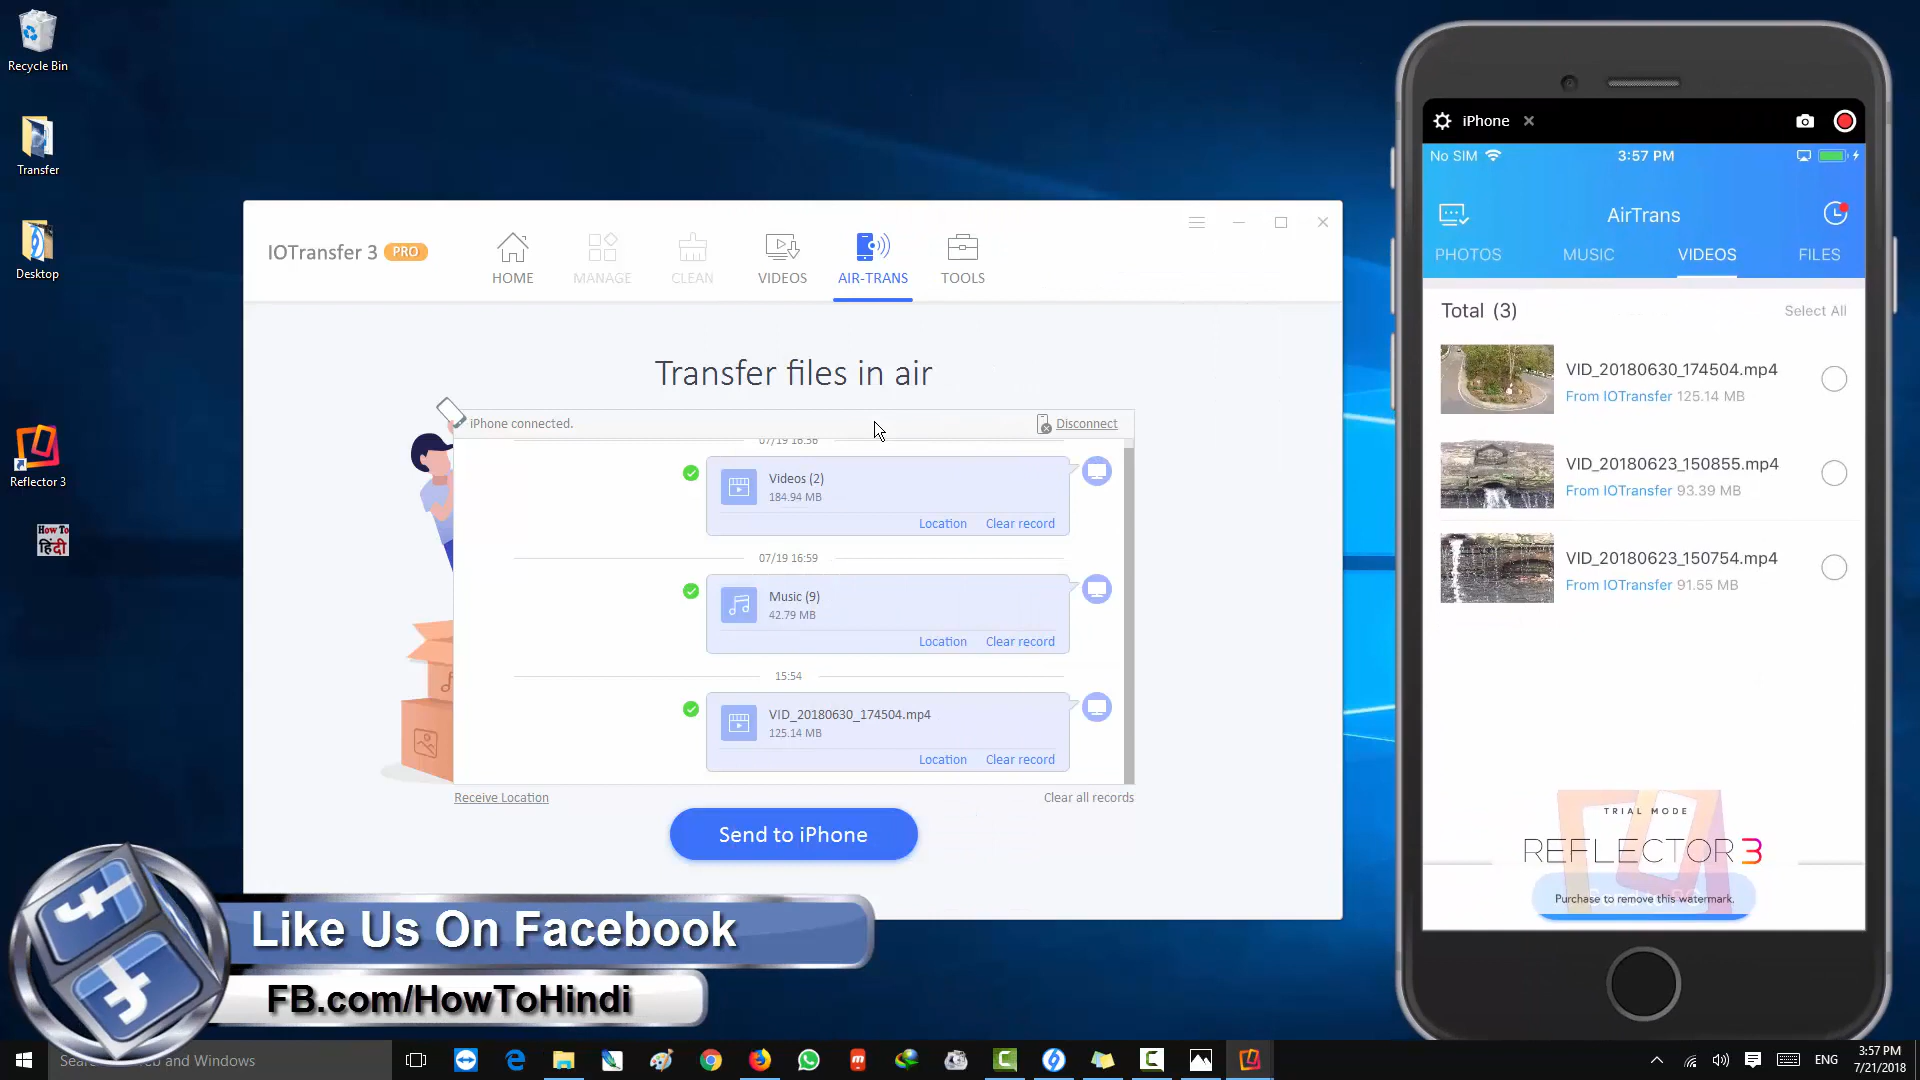 Recycle Bin
Transfer
Desktop
Reflector 3
How To
हिंदी
IOTransfer 3 PRO
HOME
MANAGE
CLEAN
VIDEOS
AIR-TRANS
TOOLS
Transfer files in air
iPhone connected.
Disconnect
Videos (2)
184.94 MB
Location Clear record
07/19 16:59
Music (9)
42.79 MB
Location Clear record
15:54
VID_20180630_174504.mp4
125.14 MB
Location Clear record
Receive Location
Clear all records
Send to iPhone
iPhone
No SIM
3:57 PM
AirTrans
PHOTOS MUSIC VIDEOS FILES
Total (3)
Select All
VID_20180630_174504.mp4
From IOTransfer 125.14 MB
VID_20180623_150855.mp4
From IOTransfer 93.39 MB
VID_20180623_150754.mp4
From IOTransfer 91.55 MB
TRIAL MODE
REFLECTOR 3
Purchase to remove this watermark.
Like Us On Facebook
FB.com/HowToHindi
and Windows
ENG
3:57 PM
7/21/2018